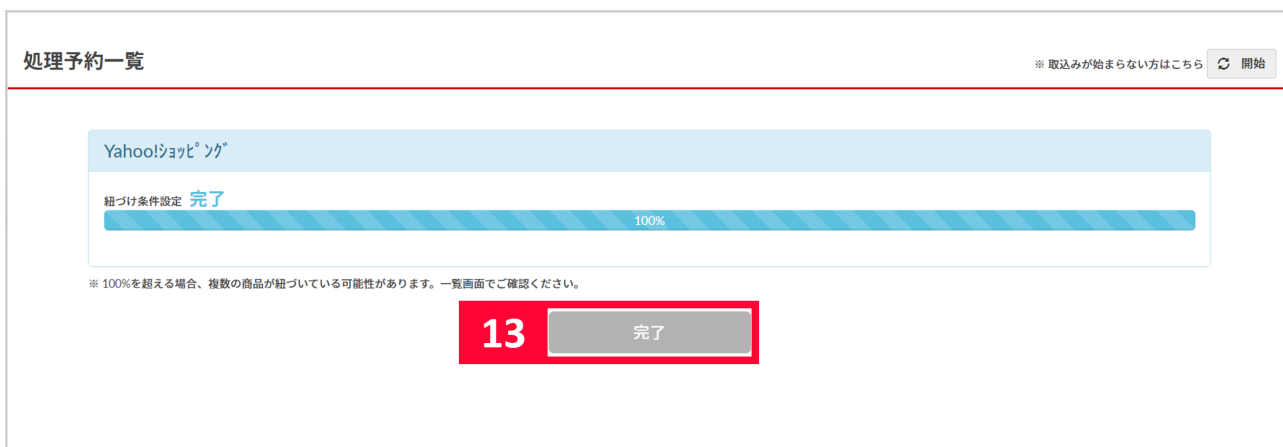 処理予約一覧
※ 取込みが始まらない方はこちら 開始
Yahoo!ｼｮｯﾋﾟﾝｸﾞ
紐づけ条件設定 完了
100%
※ 100%を超える場合、複数の商品が紐づいている可能性があります。一覧画面でご確認ください。
13 完了